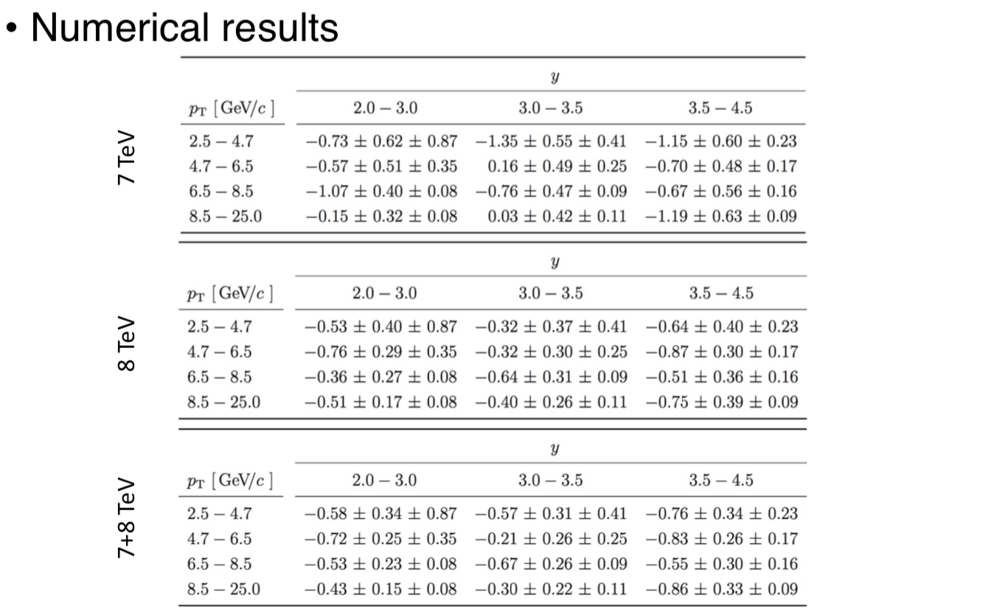 • Numerical results
7 TeV
y
pT [GeV/c] 2.0 – 3.0 3.0 – 3.5 3.5 – 4.5
2.5 – 4.7 −0.73 ± 0.62 ± 0.87 −1.35 ± 0.55 ± 0.41 −1.15 ± 0.60 ± 0.23
4.7 – 6.5 −0.57 ± 0.51 ± 0.35 0.16 ± 0.49 ± 0.25 −0.70 ± 0.48 ± 0.17
6.5 – 8.5 −1.07 ± 0.40 ± 0.08 −0.76 ± 0.47 ± 0.09 −0.67 ± 0.56 ± 0.16
8.5 – 25.0 −0.15 ± 0.32 ± 0.08 0.03 ± 0.42 ± 0.11 −1.19 ± 0.63 ± 0.09
8 TeV
y
pT [GeV/c] 2.0 – 3.0 3.0 – 3.5 3.5 – 4.5
2.5 – 4.7 −0.53 ± 0.40 ± 0.87 −0.32 ± 0.37 ± 0.41 −0.64 ± 0.40 ± 0.23
4.7 – 6.5 −0.76 ± 0.29 ± 0.35 −0.32 ± 0.30 ± 0.25 −0.87 ± 0.30 ± 0.17
6.5 – 8.5 −0.36 ± 0.27 ± 0.08 −0.64 ± 0.31 ± 0.09 −0.51 ± 0.36 ± 0.16
8.5 – 25.0 −0.51 ± 0.17 ± 0.08 −0.40 ± 0.26 ± 0.11 −0.75 ± 0.39 ± 0.09
7+8 TeV
y
pT [GeV/c] 2.0 – 3.0 3.0 – 3.5 3.5 – 4.5
2.5 – 4.7 −0.58 ± 0.34 ± 0.87 −0.57 ± 0.31 ± 0.41 −0.76 ± 0.34 ± 0.23
4.7 – 6.5 −0.72 ± 0.25 ± 0.35 −0.21 ± 0.26 ± 0.25 −0.83 ± 0.26 ± 0.17
6.5 – 8.5 −0.53 ± 0.23 ± 0.08 −0.67 ± 0.26 ± 0.09 −0.55 ± 0.30 ± 0.16
8.5 – 25.0 −0.43 ± 0.15 ± 0.08 −0.30 ± 0.22 ± 0.11 −0.86 ± 0.33 ± 0.09